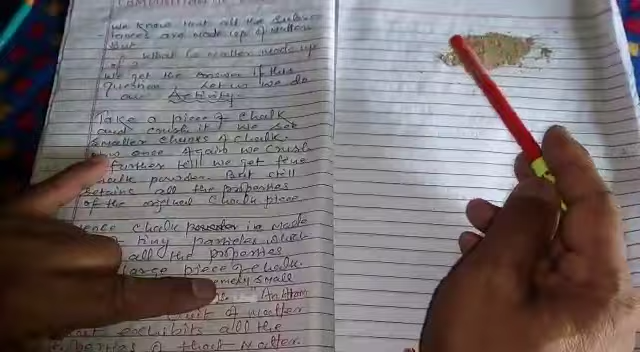 COMPOSITION
We know that all the subs
tances are made up of matter
But
what is matter made up
of?
We get the answer if this
question. Let us we do
an Activity
Take a piece of chalk
and crush it. We get
smaller chunks of chalk.
once Again we crush
further till we get fine
chalk powder. But still
retains all the properties
of the original chalk piece
chalk powder is made
tiny particles which
all the properties
large piece of chalk.
small
An Atom
unit of matter
exhibits all the
of that Matter.